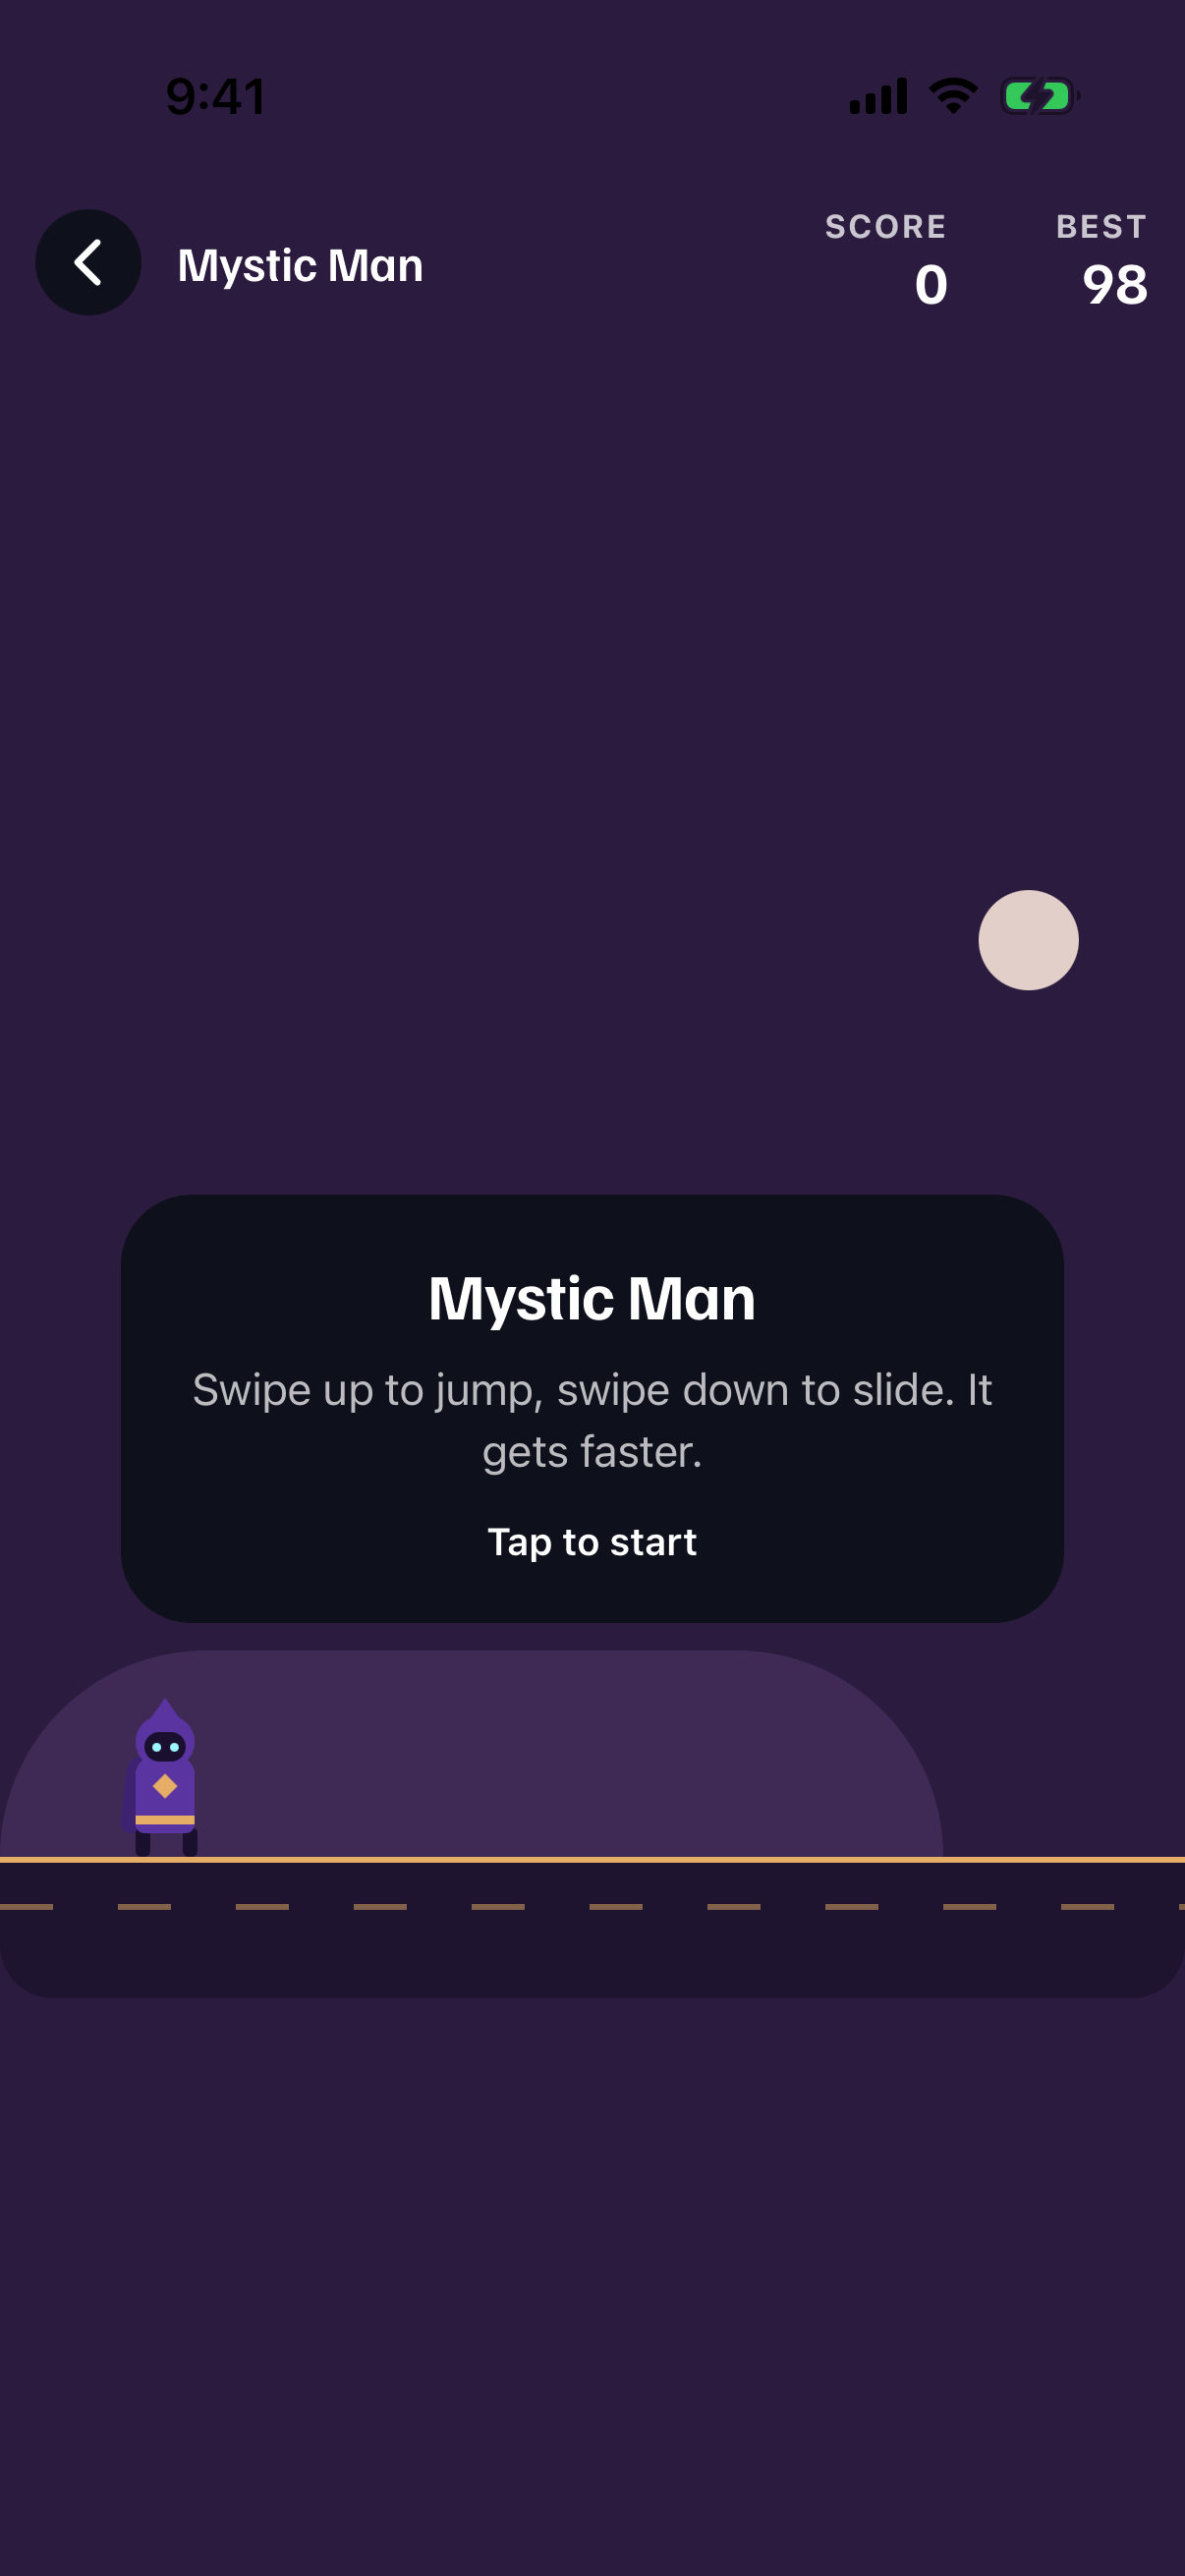 9:41
Mystic Man
SCORE
0
BEST
98
Mystic Man
Swipe up to jump, swipe down to slide. It
gets faster.
Tap to start